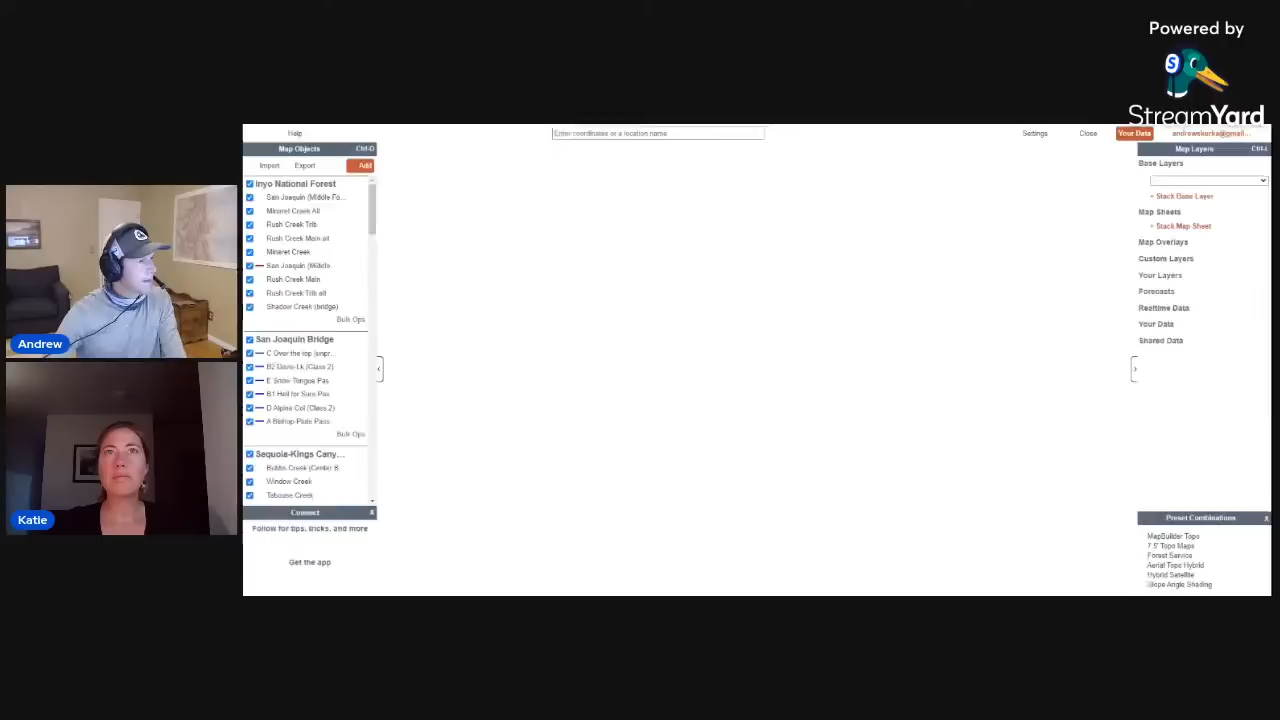 Powered by
StreamYard
Help
Enter coordinates or a location name
Settings
Close
Your Data
Map Objects
Map Layers
Import
Export
Add
Base Layers
Inyo National Forest
San Joaquin (Middle Fo...
Minaret Creek All
Rush Creek Trib
Rush Creek Main all
Minaret Creek
San Joaquin (Middle
Rush Creek Main
Rush Creek Trib all
Shadow Creek (bridge)
Bulk Ops
+ Stack Base Layer
Map Sheets
+ Stack Map Sheet
Map Overlays
Custom Layers
Your Layers
Forecasts
Realtime Data
Your Data
Shared Data
San Joaquin Bridge
C Over the top (unpr...
E Snow-Tongue Pas
B1 Hell for Sure Pas
D Alpine Col (Class 2)
A Bishop-Piute Pass
Bulk Ops
Sequoia-Kings Cany...
Window Creek
Taboose Creek
Connect
X
Follow for tips, tricks, and more
Get the app
Preset Combinations
X
MapBuilder Topo
7.5' Topo Maps
Forest Service
Aerial Topo Hybrid
Hybrid Satellite
Slope Angle Shading
Andrew
Katie